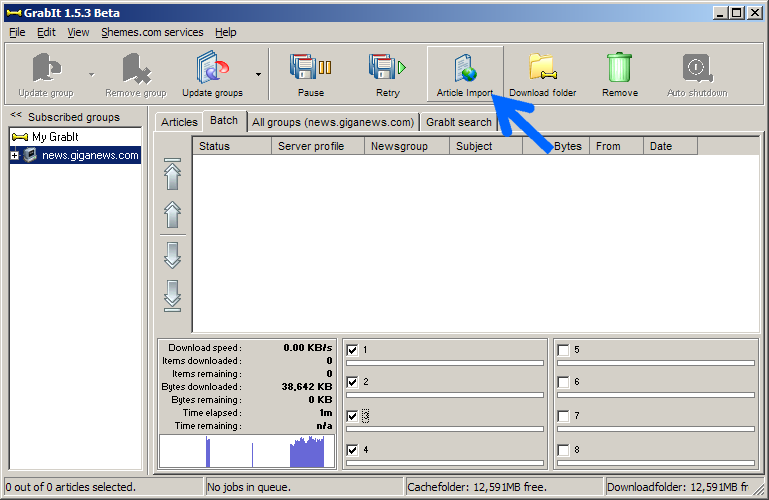 GrabIt 1.5.3 Beta
File Edit View Shemes.com services Help
Update group Remove group Update groups Pause Retry Article Import Download folder Remove Auto shutdown
<< Subscribed groups
My GrabIt
news.giganews.com
Articles Batch All groups (news.giganews.com) GrabIt search
Status Server profile Newsgroup Subject Bytes From Date
Download speed: 0.00 KB/s
Items downloaded: 0
Items remaining: 0
Bytes downloaded: 38,642 KB
Bytes remaining: 0 KB
Time elapsed: 1m
Time remaining: n/a
1
2
3
4
5
6
7
8
0 out of 0 articles selected. No jobs in queue. Cachefolder: 12,591MB free. Downloadfolder: 12,591MB fr